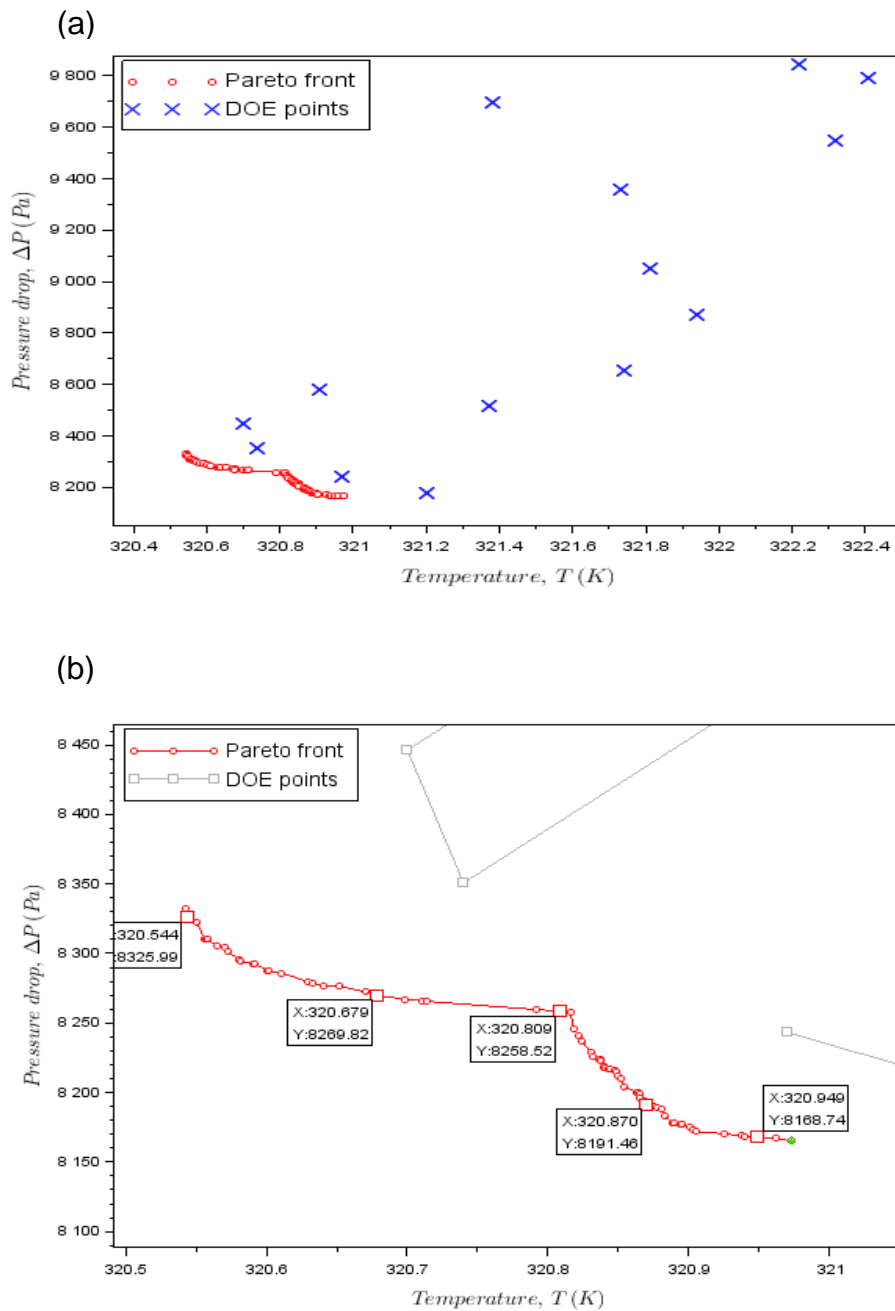 (a)
Pareto front
DOE points
9 800
9 600
9 400
9 200
9 000
8 800
8 600
8 400
8 200
Pressure drop, ΔP (Pa)
320.4 320.6 320.8 321 321.2 321.4 321.6 321.8 322 322.2 322.4
Temperature, T (K)
(b)
Pareto front
DOE points
8 450
8 400
8 350
8 300
8 250
8 200
8 150
8 100
Pressure drop, ΔP (Pa)
:320.544
:8325.99
X:320.679
Y:8269.82
X:320.809
Y:8258.52
X:320.870
Y:8191.46
X:320.949
Y:8168.74
320.5 320.6 320.7 320.8 320.9 321
Temperature, T (K)